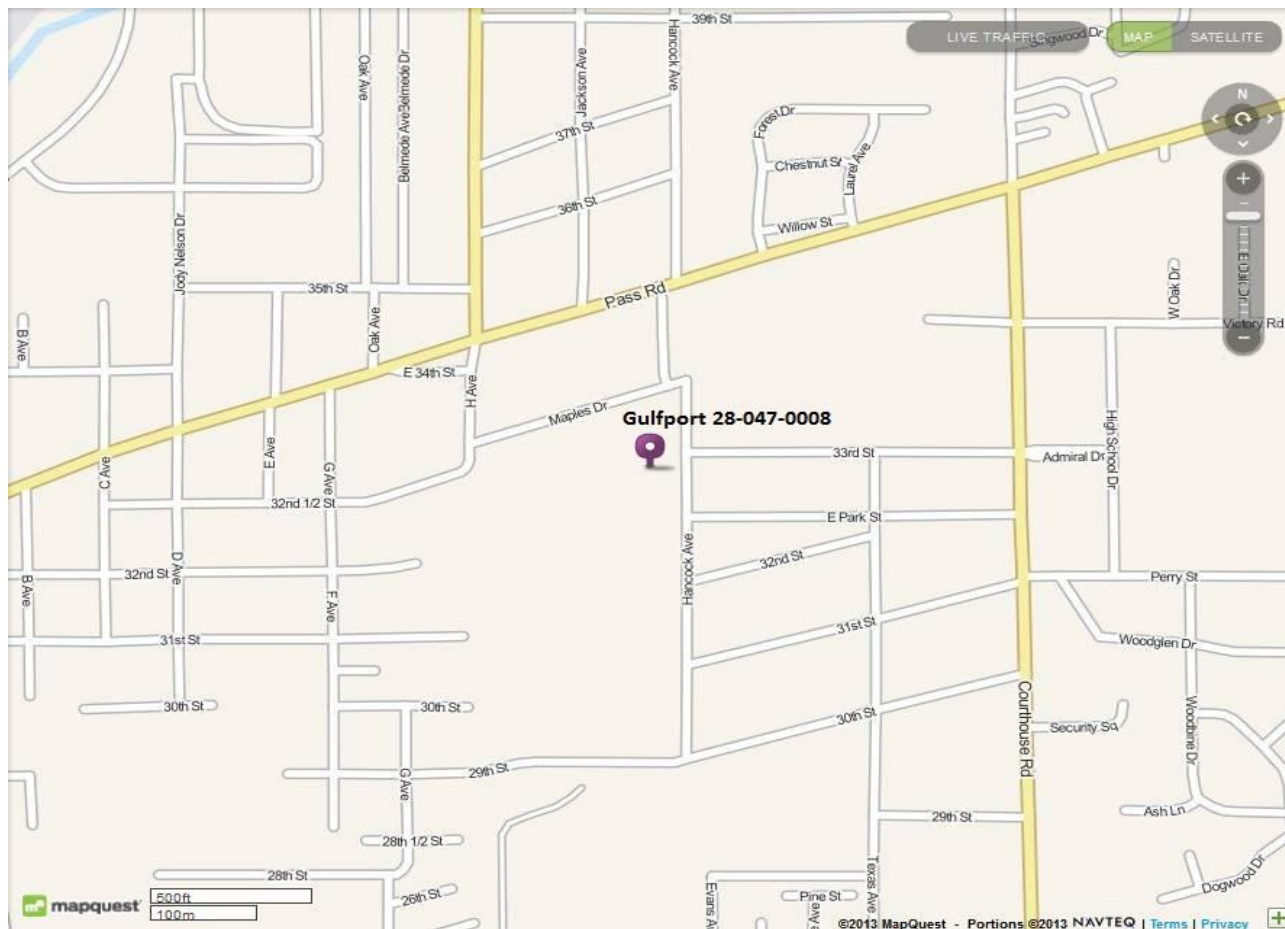 39th St
LIVE TRAFFIC
MAP
SATELLITE
Singwood Dr
Hancock Ave
Jackson Ave
Oak Ave
Belmede Dr
Belmede Ave
N
37th St
Forest Dr
Chestnut St
Laurel Ave
36th St
Willow St
Jody Nelson Dr
35th St
Pass Rd
W Oak Dr
Victory Rd
B Ave
Oak Ave
E 34th St
H Ave
Maples Dr
Gulfport 28-047-0008
High School Dr
33rd St
Admiral Dr
C Ave
E Ave
G Ave
32nd 1/2 St
E Park St
32nd St
Hancock Ave
32nd St
D Ave
B Ave
F Ave
Perry St
31st St
31st St
Woodglen Dr
30th St
30th St
30th St
Courthouse Rd
Security Sq
Woodbine Dr
29th St
G Ave
29th St
Ash Ln
28th 1/2 St
28th St
26th St
Texas Ave
Evans A
Pine St
Ave
Dogwood Dr
mapquest
500ft
100m
©2013 MapQuest - Portions ©2013 NAVTEQ | Terms | Privacy